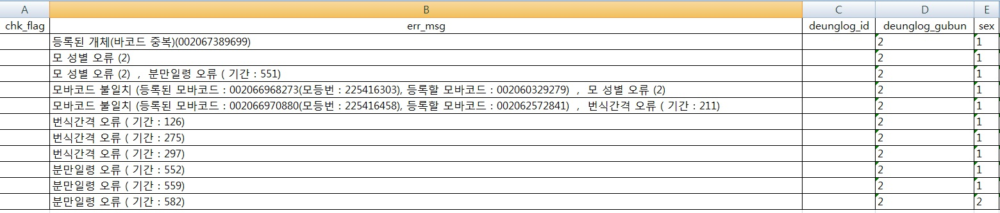 A B C D E
chk_flag err_msg deunglog_id deunglog_gubun sex
등록된 개체(바코드 중복)(002067389699) 2 1
모 성별 오류 (2) 2 1
모 성별 오류 (2) , 분만일령 오류 ( 기간 : 551) 2 1
모바코드 불일치 (등록된 모바코드 : 002066968273(모등번 : 225416303), 등록할 모바코드 : 002060329279) , 모 성별 오류 (2) 2 1
모바코드 불일치 (등록된 모바코드 : 002066970880(모등번 : 225416458), 등록할 모바코드 : 002062572841) , 번식간격 오류 ( 기간 : 211) 2 1
번식간격 오류 ( 기간 : 126) 2 1
번식간격 오류 ( 기간 : 275) 2 1
번식간격 오류 ( 기간 : 297) 2 1
분만일령 오류 ( 기간 : 552) 2 1
분만일령 오류 ( 기간 : 559) 2 1
분만일령 오류 ( 기간 : 582) 2 2